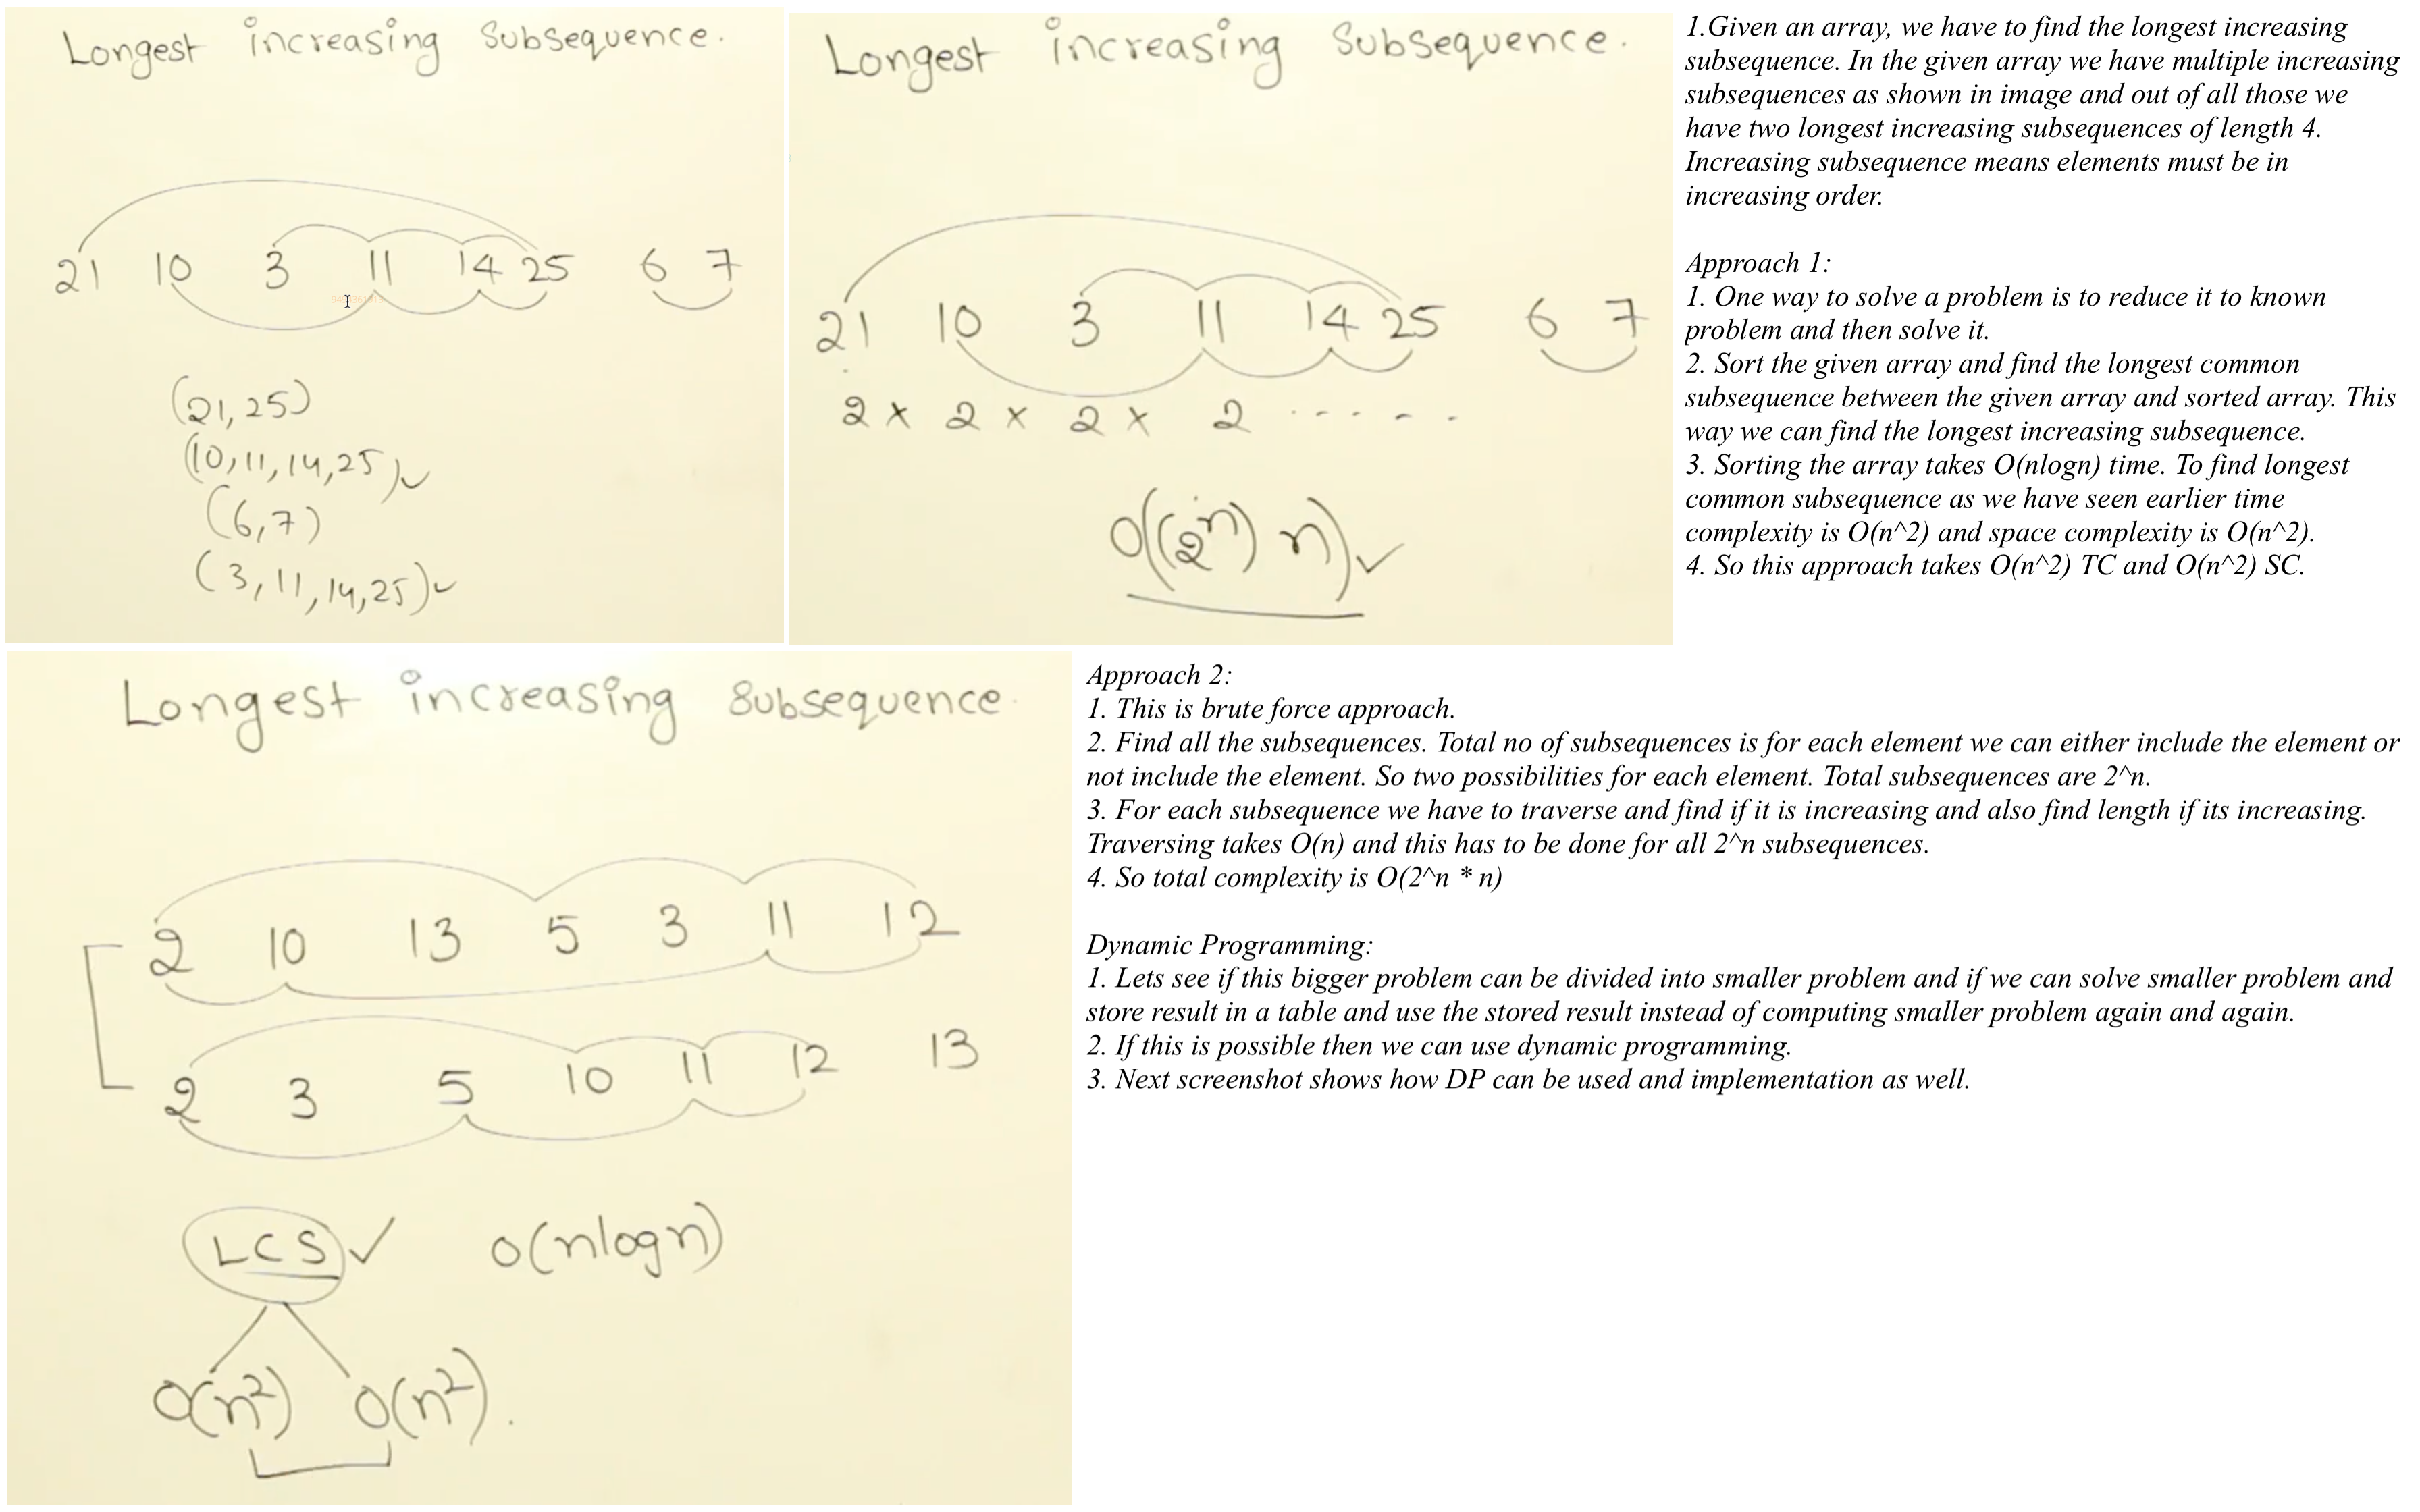 Longest increasing subsequence.
21 10 3 11 14 25 6 7
(21,25)
(10,11,14,25)✓
(6,7)
(3,11,14,25)✓
Longest increasing subsequence.
21 10 3 11 14 25 6 7
2 x 2 x 2 x 2 ......
O((2^n) n)✓
1.Given an array, we have to find the longest increasing
subsequence. In the given array we have multiple increasing
subsequences as shown in image and out of all those we
have two longest increasing subsequences of length 4.
Increasing subsequence means elements must be in
increasing order.
Approach 1:
1. One way to solve a problem is to reduce it to known
problem and then solve it.
2. Sort the given array and find the longest common
subsequence between the given array and sorted array. This
way we can find the longest increasing subsequence.
3. Sorting the array takes O(nlogn) time. To find longest
common subsequence as we have seen earlier time
complexity is O(n^2) and space complexity is O(n^2).
4. So this approach takes O(n^2) TC and O(n^2) SC.
Longest increasing subsequence.
2 10 13 5 3 11 12
2 3 5 10 11 12 13
LCS ✓ O(nlogn)
O(n²) O(n²).
Approach 2:
1. This is brute force approach.
2. Find all the subsequences. Total no of subsequences is for each element we can either include the element or
not include the element. So two possibilities for each element. Total subsequences are 2^n.
3. For each subsequence we have to traverse and find if it is increasing and also find length if its increasing.
Traversing takes O(n) and this has to be done for all 2^n subsequences.
4. So total complexity is O(2^n * n)
Dynamic Programming:
1. Lets see if this bigger problem can be divided into smaller problem and if we can solve smaller problem and
store result in a table and use the stored result instead of computing smaller problem again and again.
2. If this is possible then we can use dynamic programming.
3. Next screenshot shows how DP can be used and implementation as well.